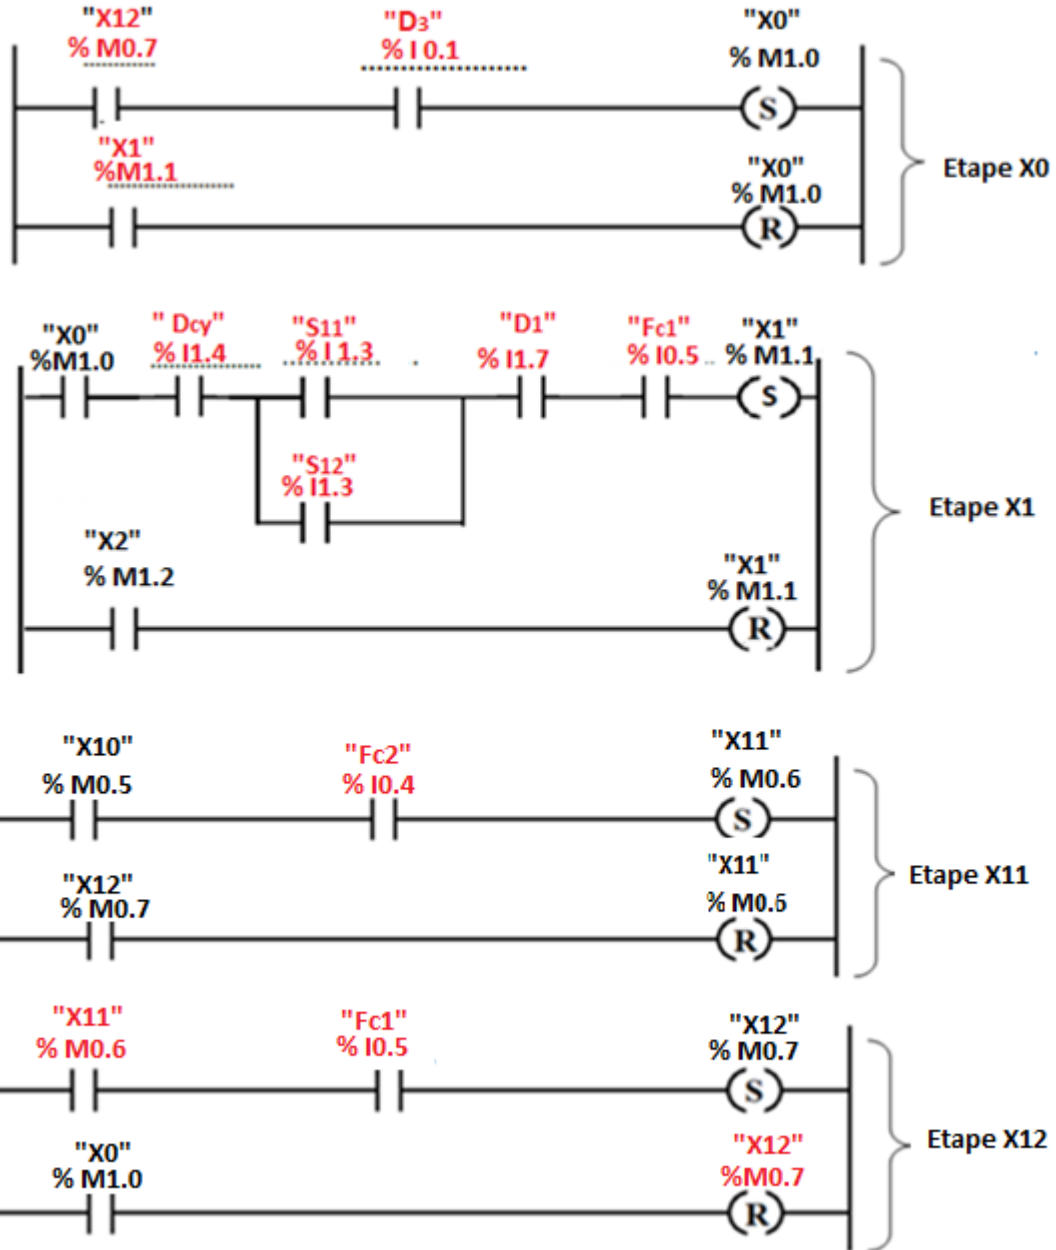 "X12"
% M0.7
"D3"
% I 0.1
"X0"
% M1.0
S
"X1"
%M1.1
"X0"
% M1.0
R
Etape X0
"X0"
%M1.0
" Dcy"
% I1.4
"S11"
% I 1.3
"D1"
% I1.7
"Fc1"
% I0.5
"X1"
% M1.1
S
"S12"
% I1.3
"X2"
% M1.2
"X1"
% M1.1
R
Etape X1
"X10"
% M0.5
"Fc2"
% I0.4
"X11"
% M0.6
S
"X12"
% M0.7
"X11"
R
Etape X11
"X11"
% M0.6
"Fc1"
% I0.5
"X12"
% M0.7
S
"X0"
% M1.0
"X12"
%M0.7
R
Etape X12